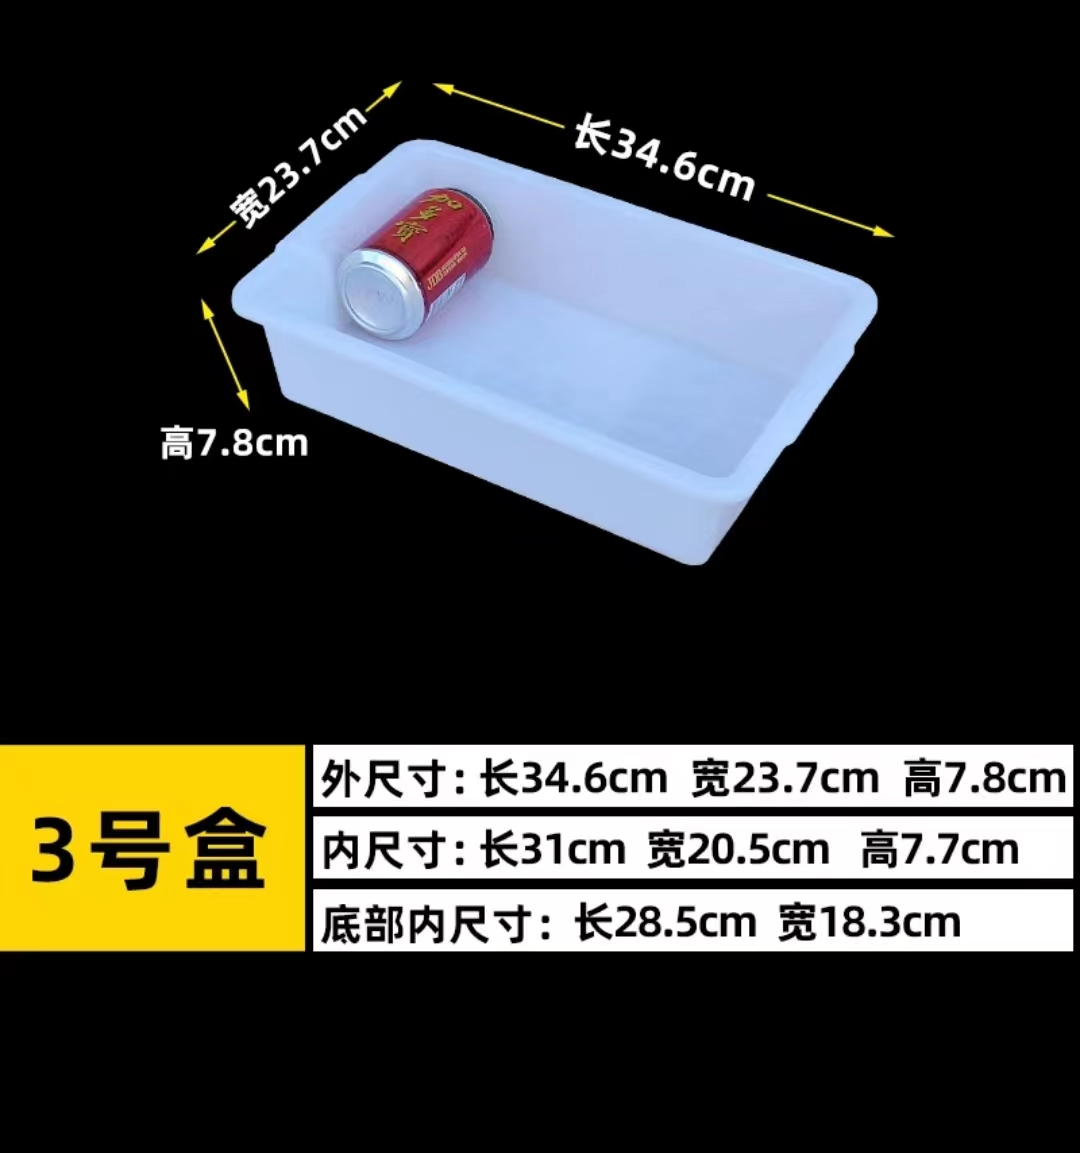 宽23.7cm
长34.6cm
加多寶
JDB
高7.8cm
3号盒
外尺寸：长34.6cm 宽23.7cm 高7.8cm
内尺寸：长31cm 宽20.5cm 高7.7cm
底部内尺寸：长28.5cm 宽18.3cm